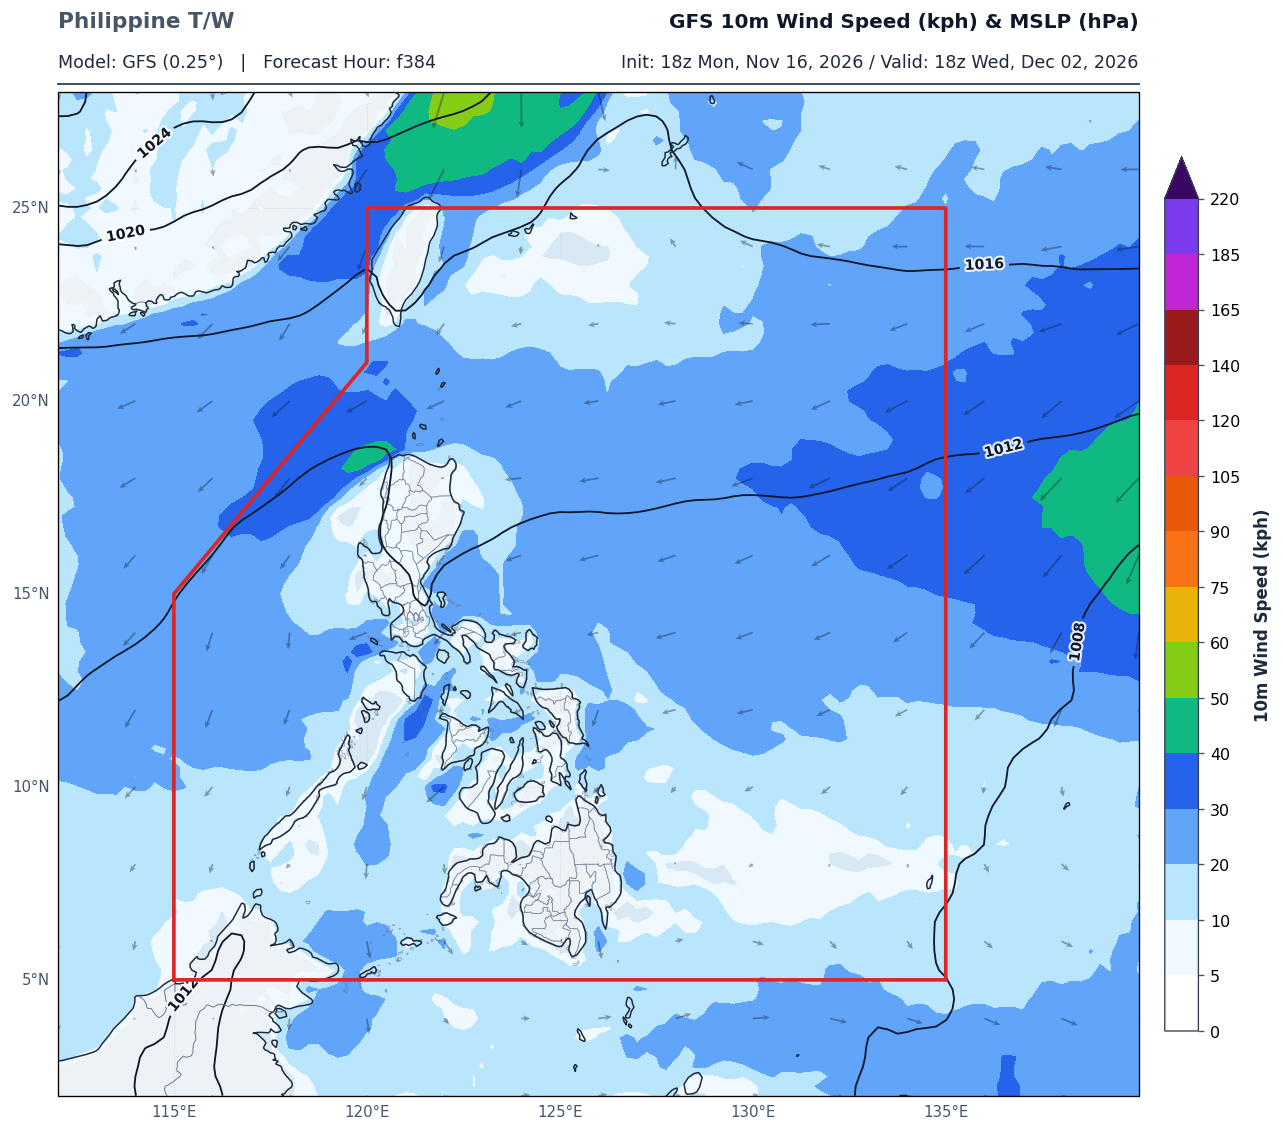 Philippine T/W
GFS 10m Wind Speed (kph) & MSLP (hPa)
Model: GFS (0.25°) | Forecast Hour: f384
Init: 18z Mon, Nov 16, 2026 / Valid: 18z Wed, Dec 02, 2026
1024
1020
1016
1012
1008
1012
25°N
20°N
15°N
10°N
5°N
115°E
120°E
125°E
130°E
135°E
220
185
165
140
120
105
90
75
60
50
40
30
20
10
5
0
10m Wind Speed (kph)